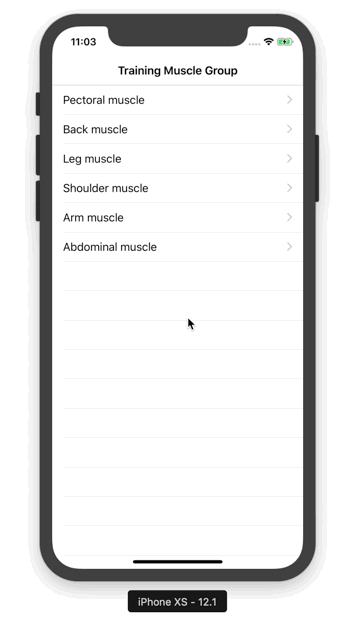 11:03
Training Muscle Group
Pectoral muscle
Back muscle
Leg muscle
Shoulder muscle
Arm muscle
Abdominal muscle
iPhone XS - 12.1